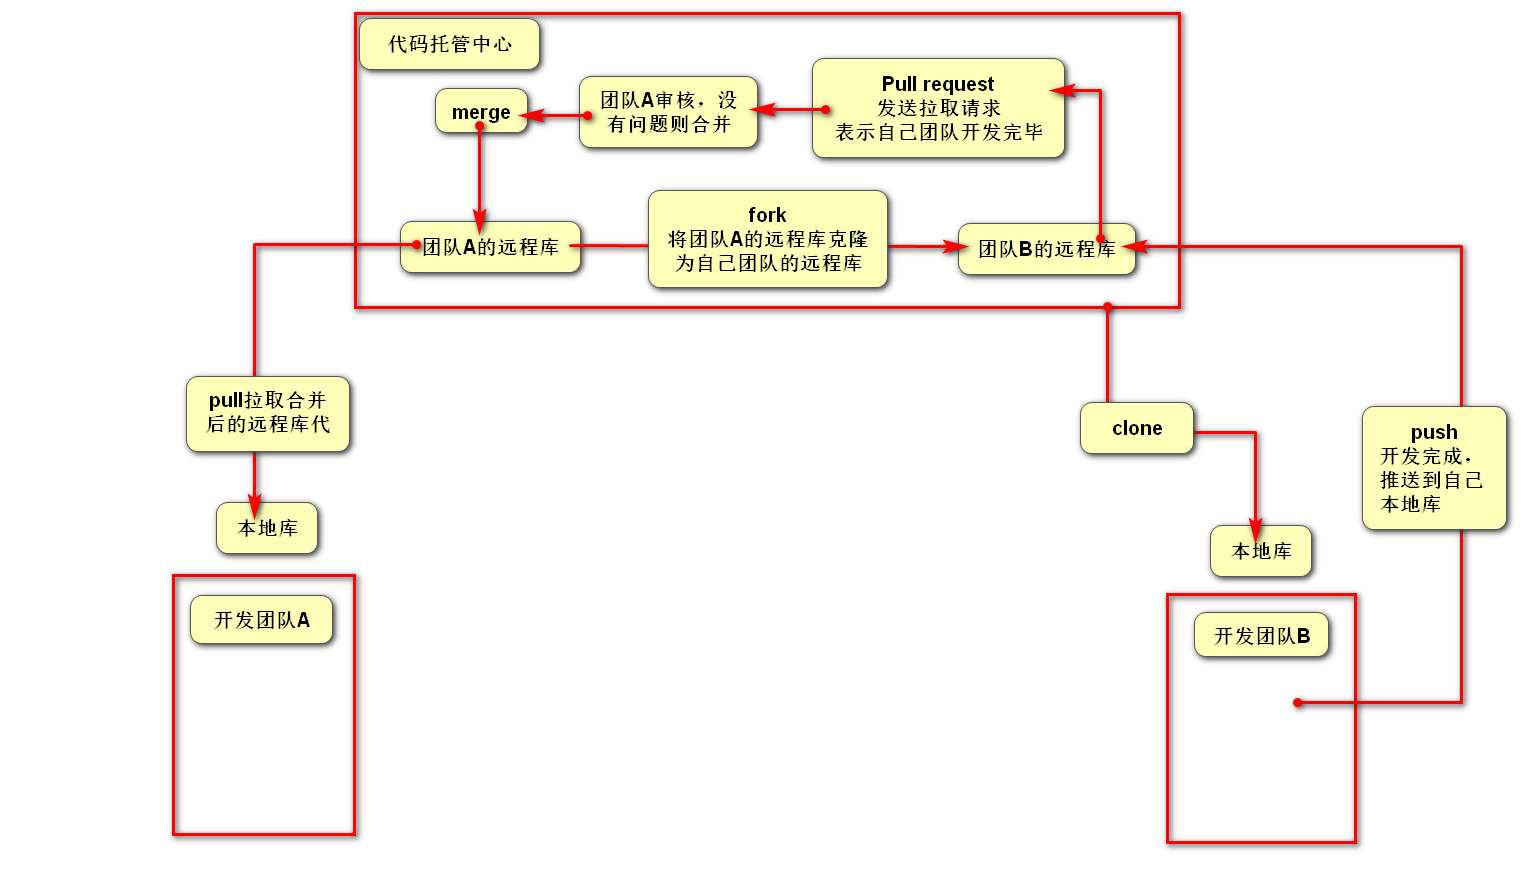 代码托管中心
Pull request
发送拉取请求
表示自己团队开发完毕
团队A审核，没
有问题则合并
merge
团队A的远程库
fork
将团队A的远程库克隆
为自己团队的远程库
团队B的远程库
pull拉取合并
后的远程库代
clone
push
开发完成，
推送到自己
本地库
本地库
本地库
开发团队A
开发团队B